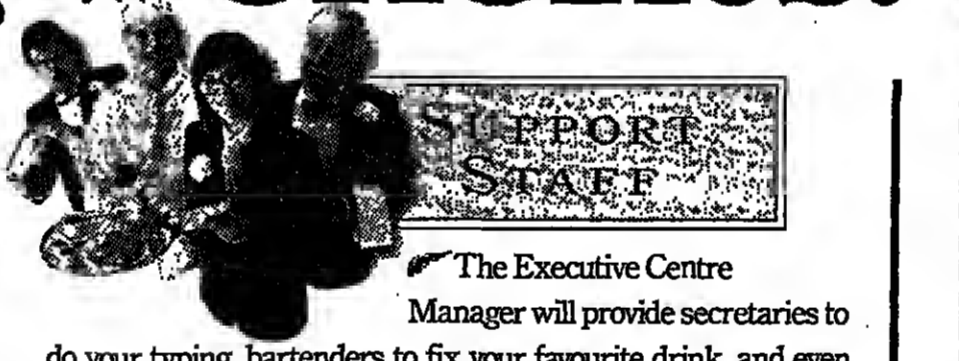 SUPPORT
STAFF
The Executive Centre
Manager will provide secretaries to
do your typing, bartenders to fix your favourite drink, and even